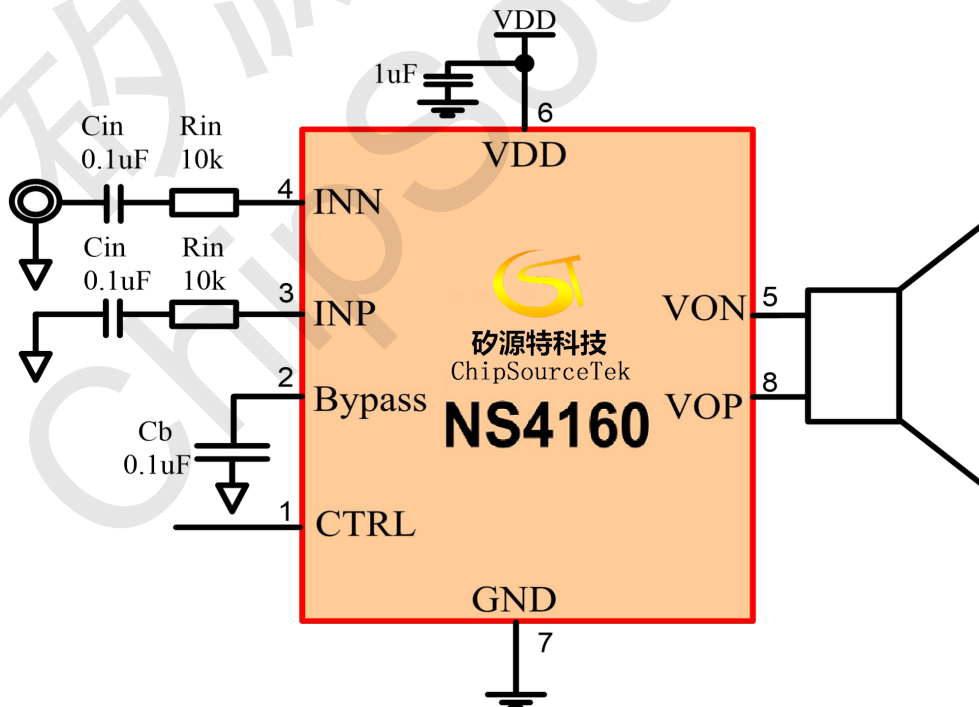 VDD
1uF
6
VDD
Cin
0.1uF
Rin
10k
4
INN
Cin
0.1uF
Rin
10k
3
INP
2
Bypass
Cb
0.1uF
1
CTRL
CST
矽源特科技
ChipSourceTek
NS4160
VON
5
VOP
8
GND
7